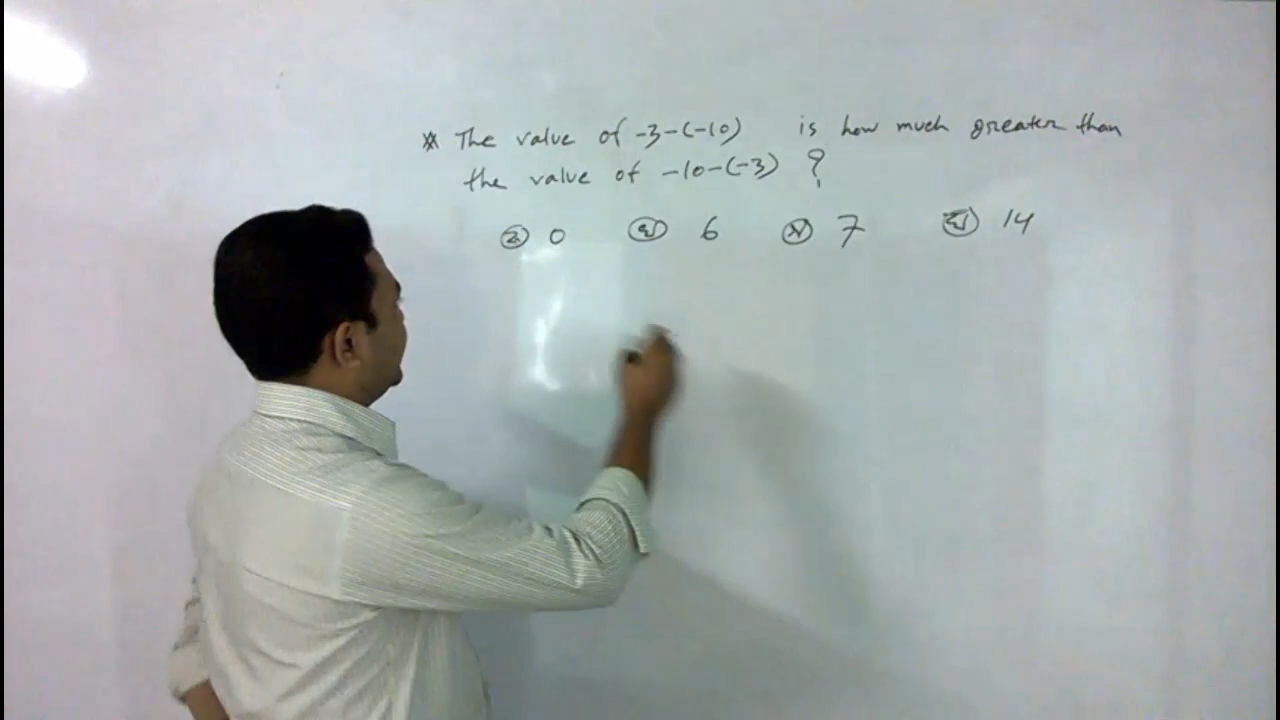 * The value of -3-(-10) is how much greater than
the value of -10-(-3) ?
ক 0 খ 6 গ 7 ঘ 14